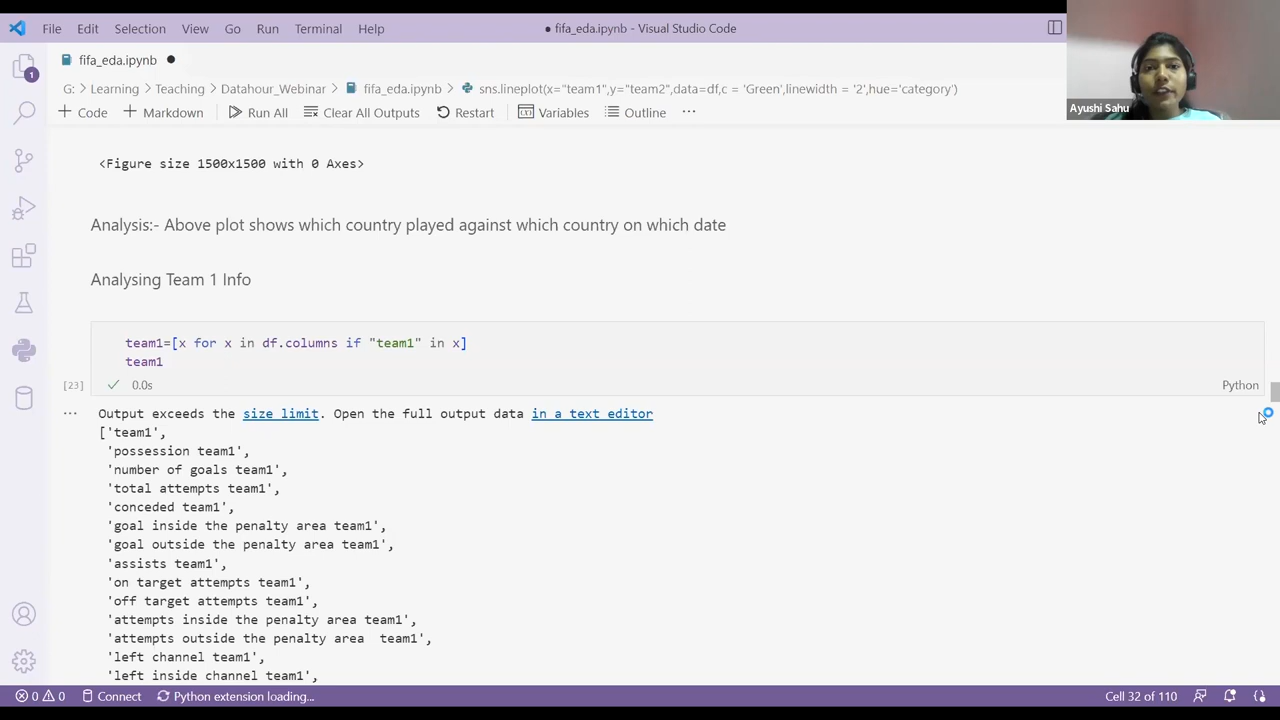 File Edit Selection View Go Run Terminal Help ● fifa_eda.ipynb - Visual Studio Code
fifa_eda.ipynb ●
G: > Learning > Teaching > Datahour_Webinar > fifa_eda.ipynb > sns.lineplot(x="team1",y="team2",data=df,c = 'Green',linewidth = '2',hue='category')
Ayushi Sahu
+ Code + Markdown Run All Clear All Outputs Restart Variables Outline ...
1
<Figure size 1500x1500 with 0 Axes>
Analysis:- Above plot shows which country played against which country on which date
Analysing Team 1 Info
team1=[x for x in df.columns if "team1" in x]
team1
[23] ✓ 0.0s Python
... Output exceeds the size limit. Open the full output data in a text editor
['team1',
'possession team1',
'number of goals team1',
'total attempts team1',
'conceded team1',
'goal inside the penalty area team1',
'goal outside the penalty area team1',
'assists team1',
'on target attempts team1',
'off target attempts team1',
'attempts inside the penalty area team1',
'attempts outside the penalty area  team1',
'left channel team1',
'left inside channel team1',
0 0 Connect Python extension loading... Cell 32 of 110